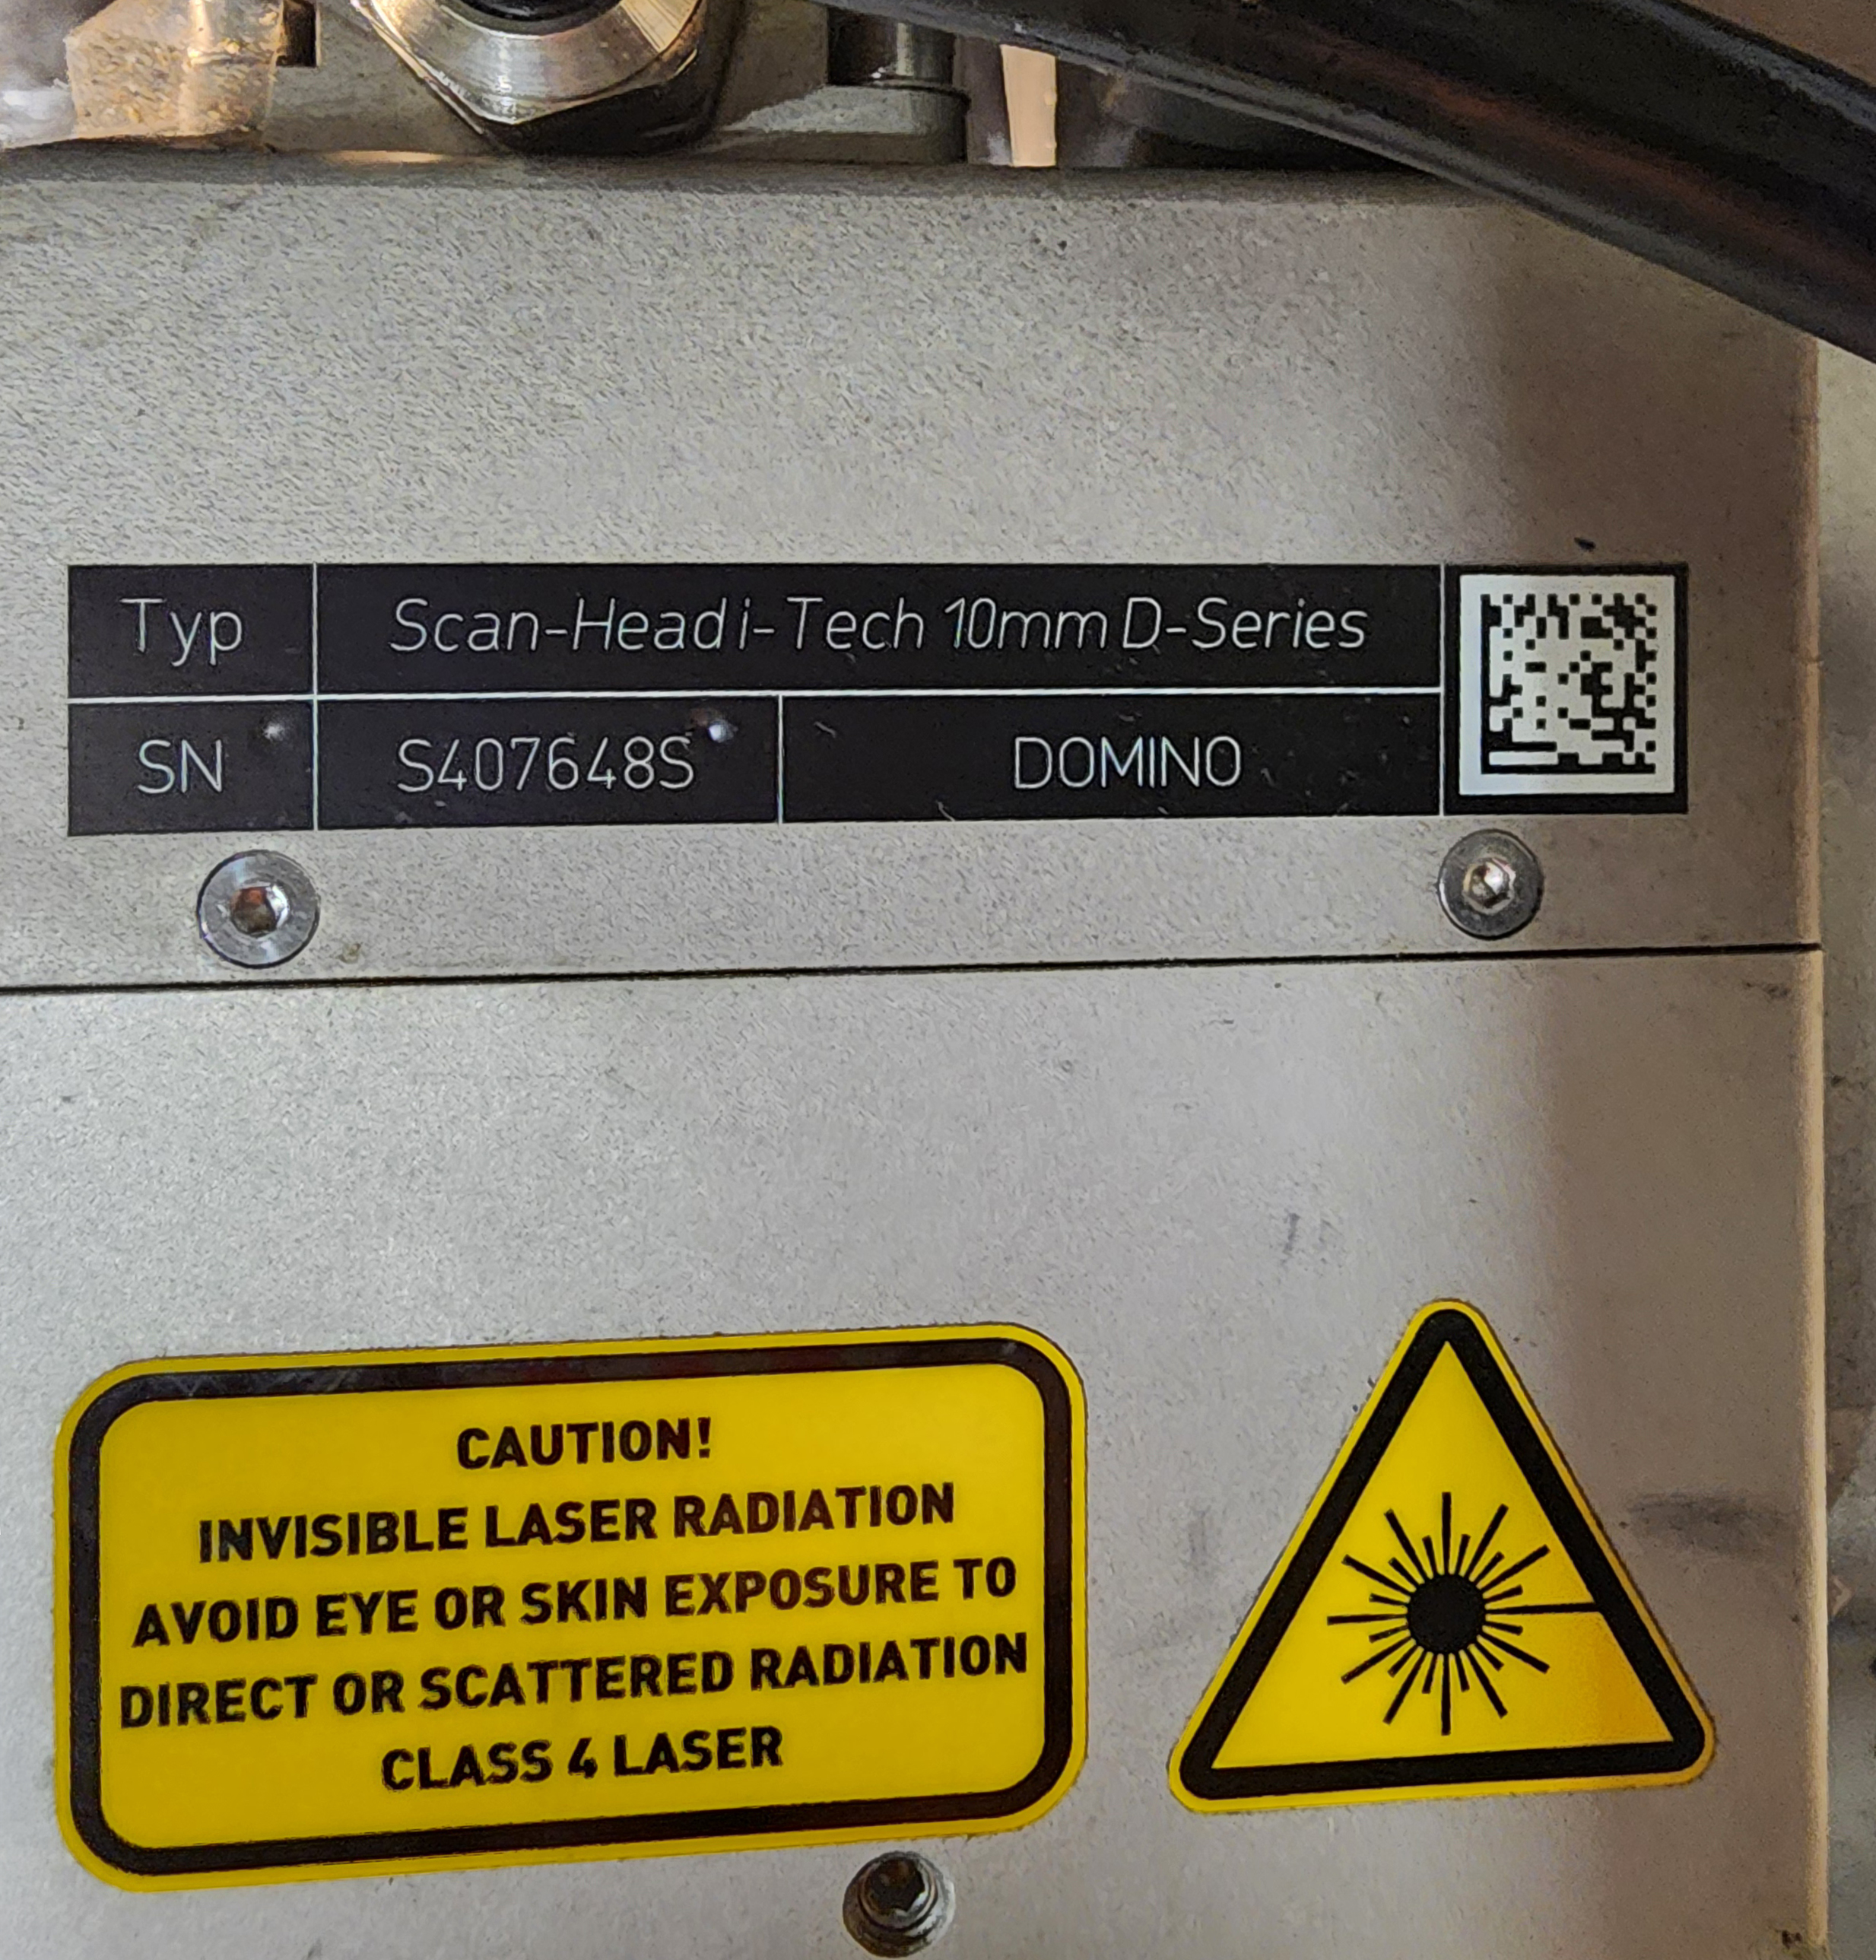 Typ Scan-Head i-Tech 10mm D-Series
SN S407648S DOMINO
CAUTION!
INVISIBLE LASER RADIATION
AVOID EYE OR SKIN EXPOSURE TO
DIRECT OR SCATTERED RADIATION
CLASS 4 LASER